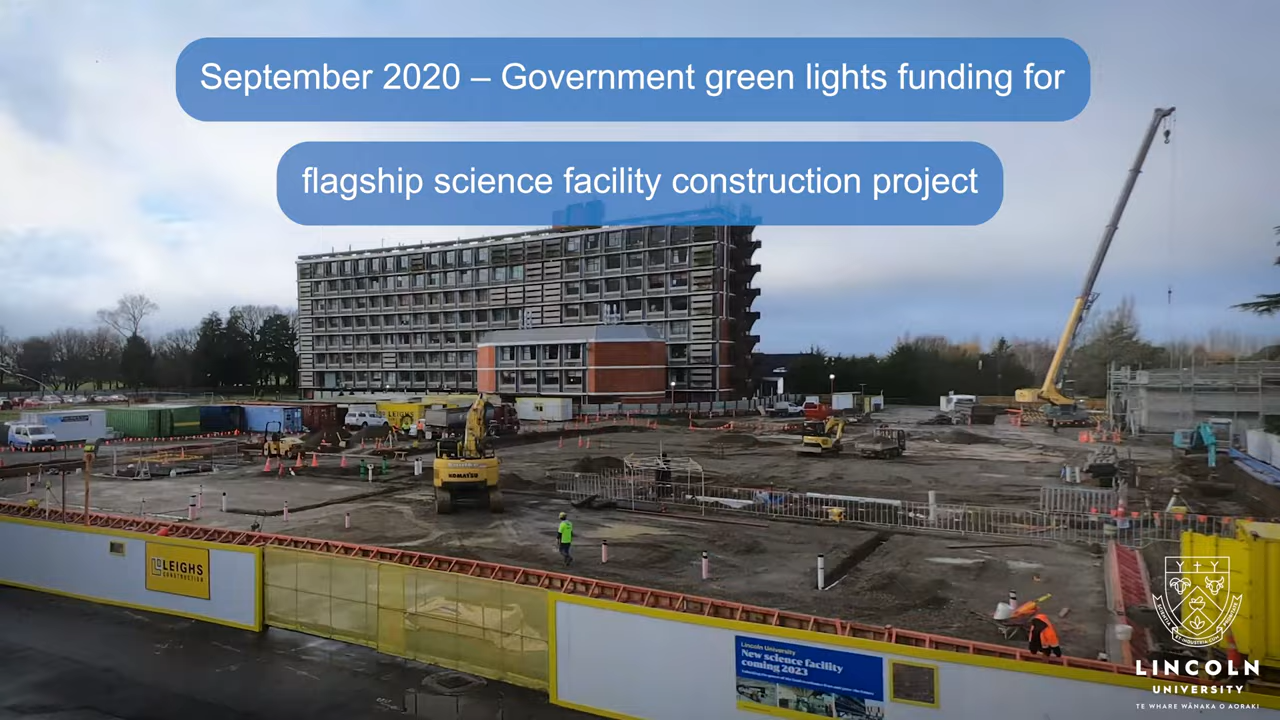 September 2020 – Government green lights funding for
flagship science facility construction project
LEIGHS
KOMATSU
LEIGHS
CONSTRUCTION
Lincoln University
New science facility
coming 2023
LINCOLN
UNIVERSITY
TE WHARE WĀNAKA O AORAKI